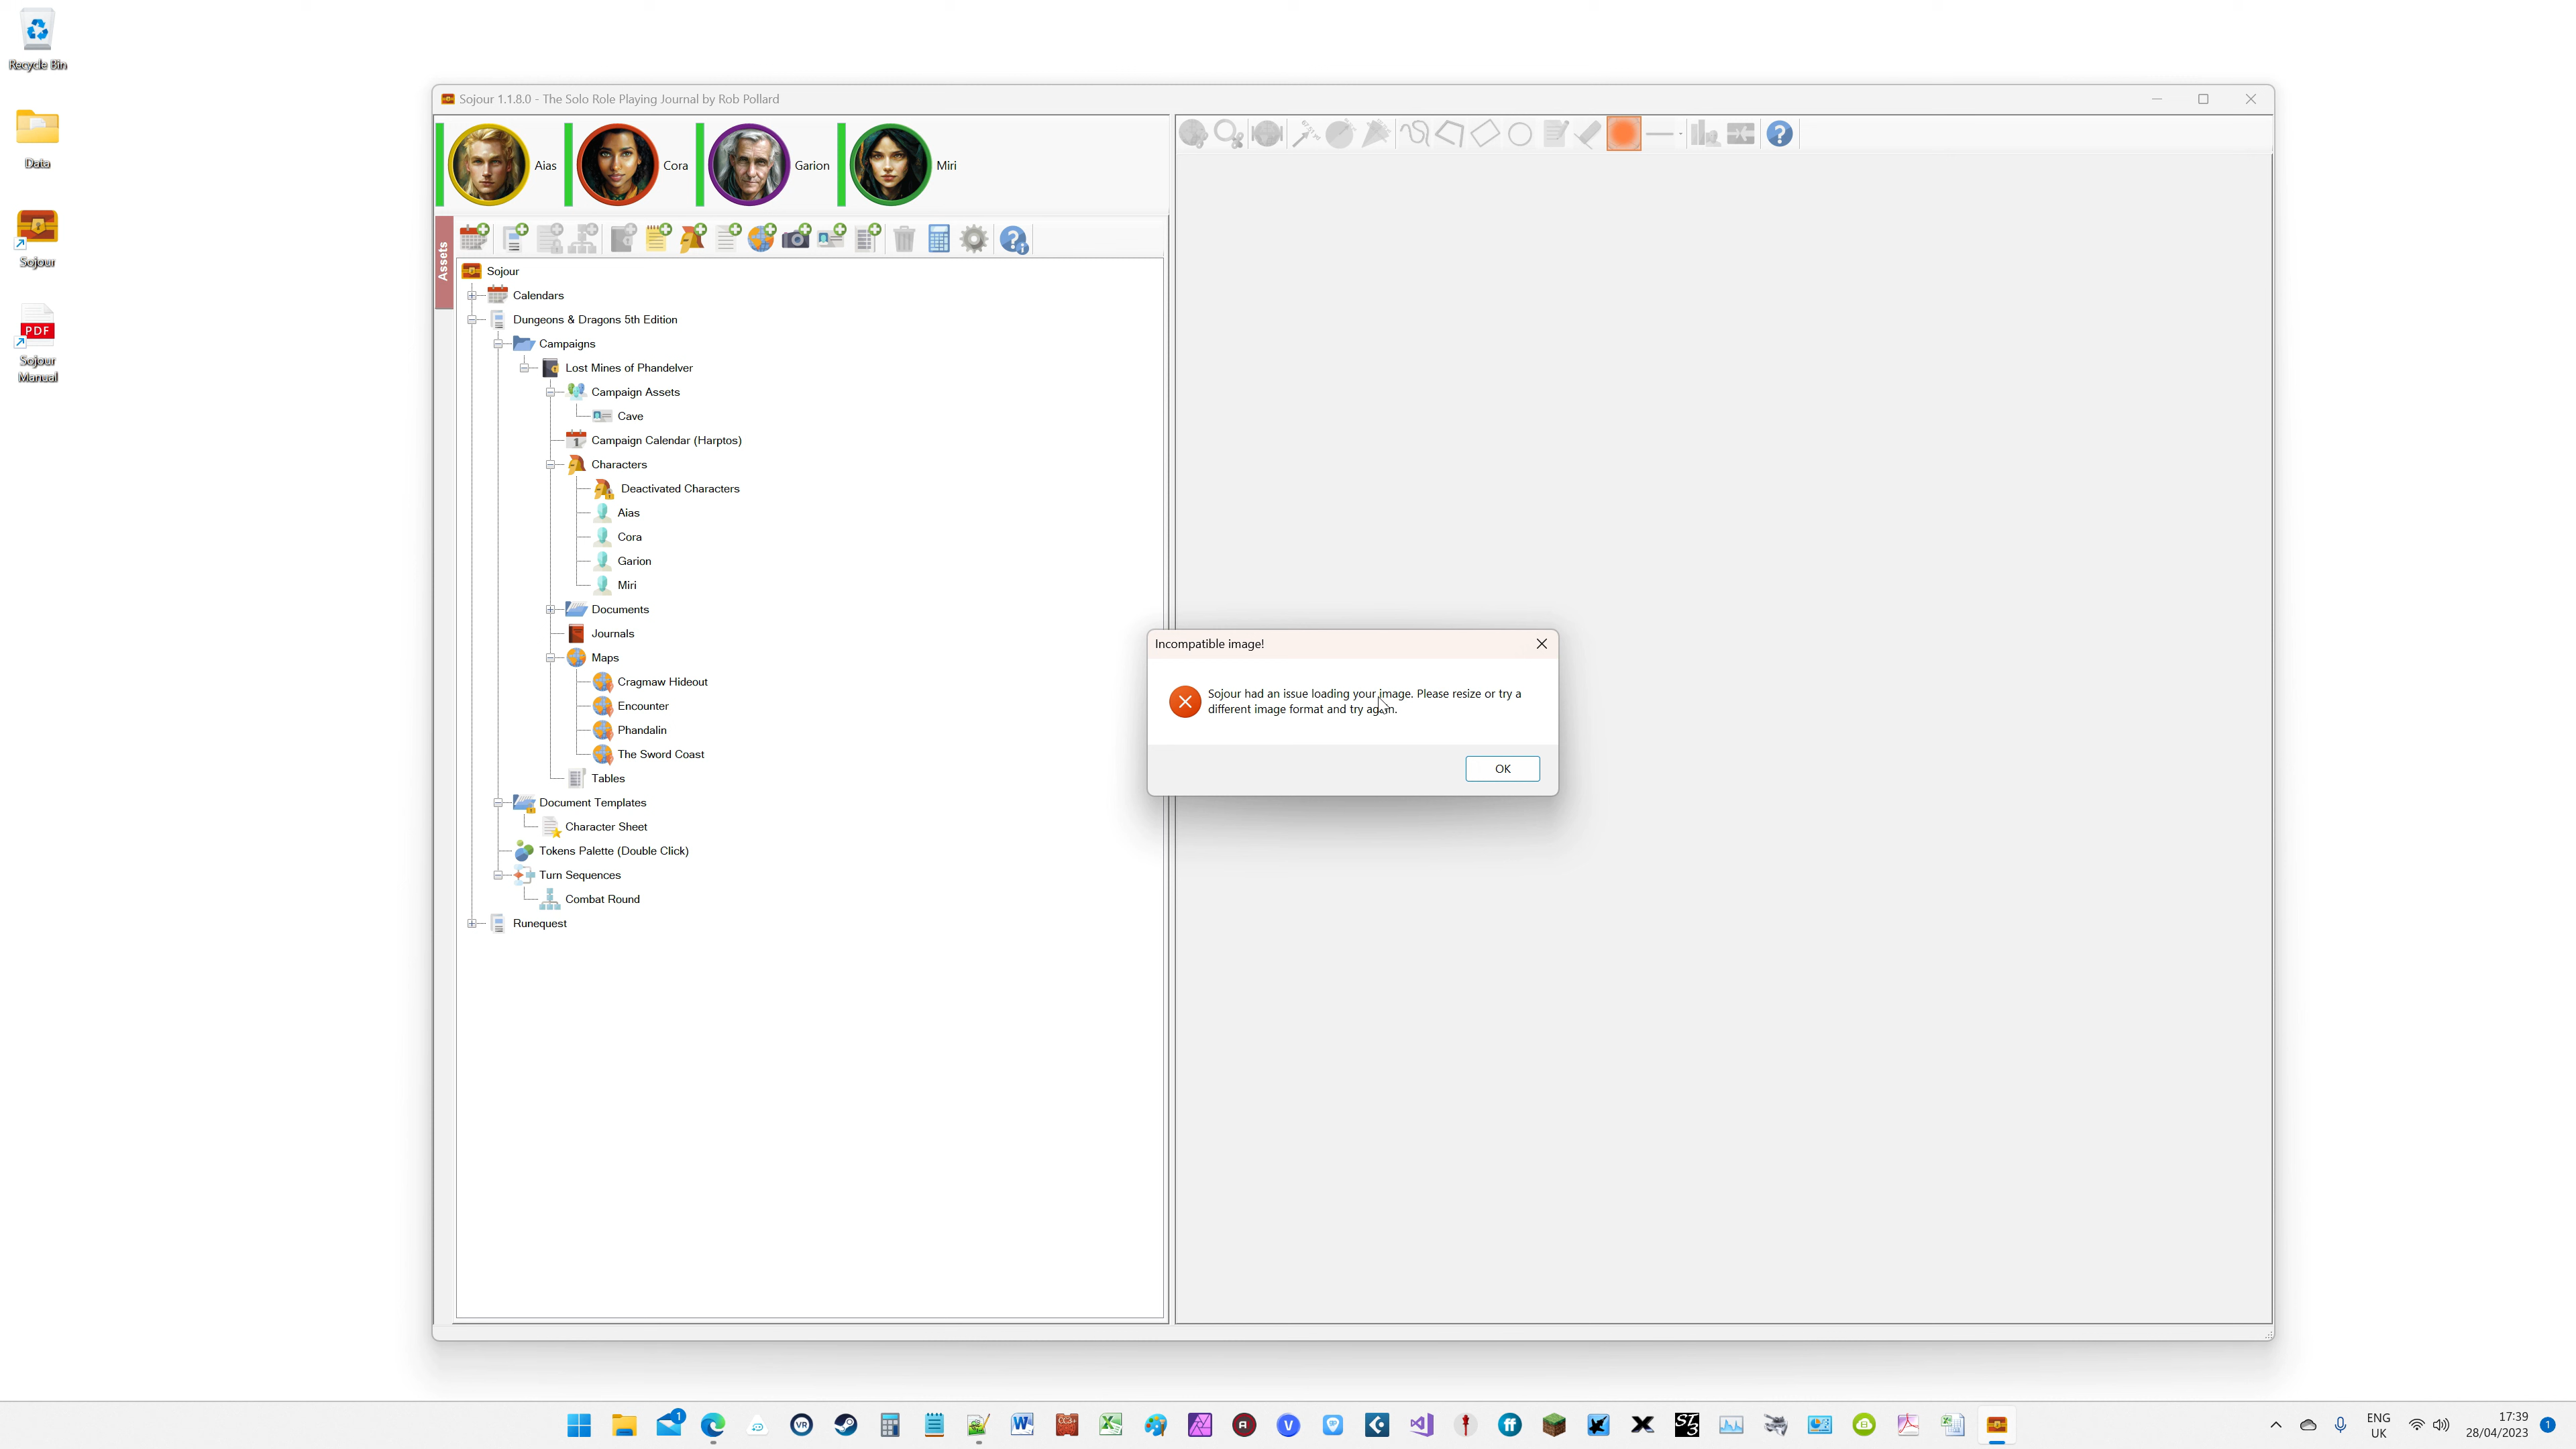 Recycle Bin
Data
Sojour
PDF
Sojour
Manual
Sojour 1.1.8.0 - The Solo Role Playing Journal by Rob Pollard
Aias
Cora
Garion
Miri
Assets
Sojour
Calendars
Dungeons & Dragons 5th Edition
Campaigns
Lost Mines of Phandelver
Campaign Assets
Cave
Campaign Calendar (Harptos)
Characters
Deactivated Characters
Aias
Cora
Garion
Miri
Documents
Journals
Maps
Cragmaw Hideout
Encounter
Phandalin
The Sword Coast
Tables
Document Templates
Character Sheet
Tokens Palette (Double Click)
Turn Sequences
Combat Round
Runequest
Incompatible image!
Sojour had an issue loading your image. Please resize or try a
different image format and try again.
OK
ENG
UK
17:39
28/04/2023
1